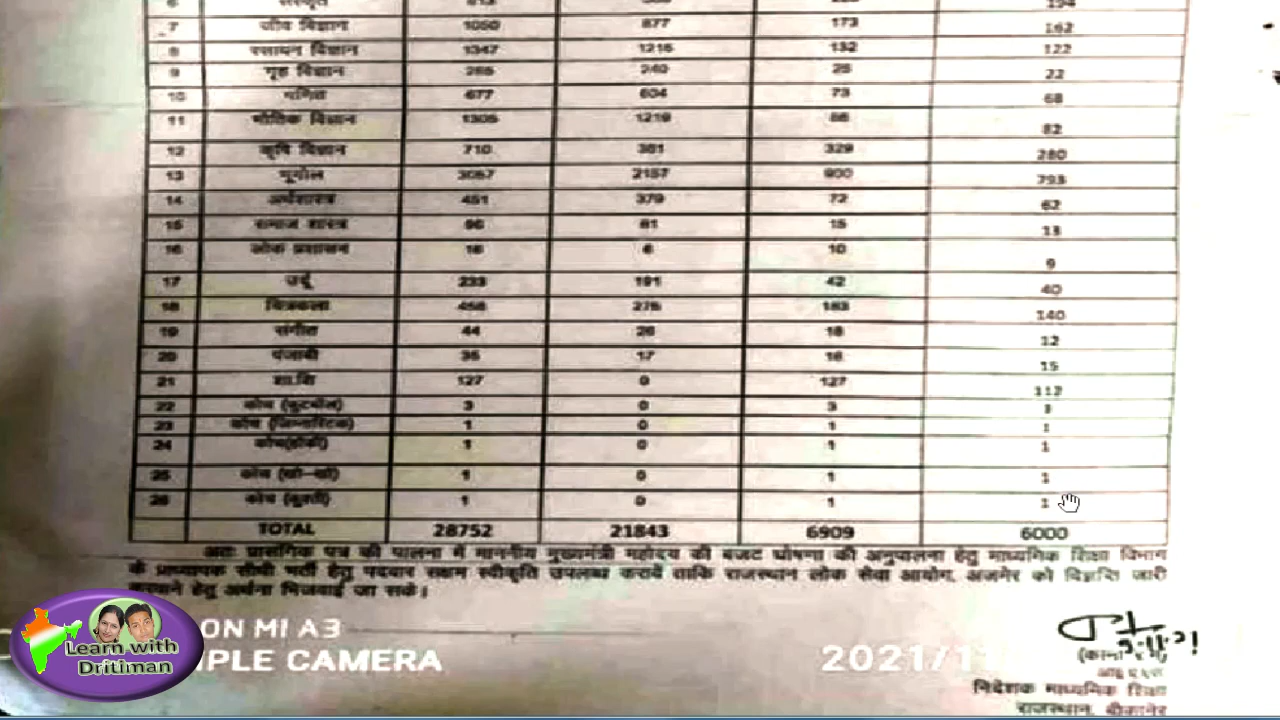 6 संस्कृत 194
7 जीव विज्ञान 1050 877 173 162
8 रसायन विज्ञान 1347 1215 132 122
9 गृह विज्ञान 265 240 25 22
10 गणित 677 604 73 68
11 भौतिक विज्ञान 1305 1219 86 82
12 कृषि विज्ञान 710 381 329 280
13 भूगोल 3057 2157 900 793
14 अर्थशास्त्र 451 379 72 62
15 समाज शास्त्र 96 81 15 13
16 लोक प्रशासन 16 6 10 9
17 उर्दू 233 191 42 40
18 चित्रकला 275 183 140
19 संगीत 44 26 18 12
20 पंजाबी 35 17 18 15
21 शा.शि 127 0 127 112
22 कोच (फुटबॉल) 3 0 3 3
23 कोच (जिम्नास्टिक) 1 0 1 1
24 कोच(हॉकी) 1 0 1 1
25 कोच (खो-खो) 1 0 1 1
26 कोच (कुश्ती) 1 0 1 1
TOTAL 28752 21843 6909 6000
अतः प्रासंगिक पत्र की पालना में माननीय मुख्यमंत्री महोदय की बजट घोषणा की अनुपालना हेतु माध्यमिक शिक्षा विभाग
के प्राध्यापक सीधी भर्ती हेतु पदवार सक्षम स्वीकृति उपलब्ध करावें ताकि राजस्थान लोक सेवा आयोग, अजमेर को विज्ञप्ति जारी
करवाने हेतु अर्थना भिजवाई जा सके।
ON MI A3
IPLE CAMERA 2021/11
निदेशक माध्यमिक शिक्षा
राजस्थान, बीकानेर
Learn with
Dritiman